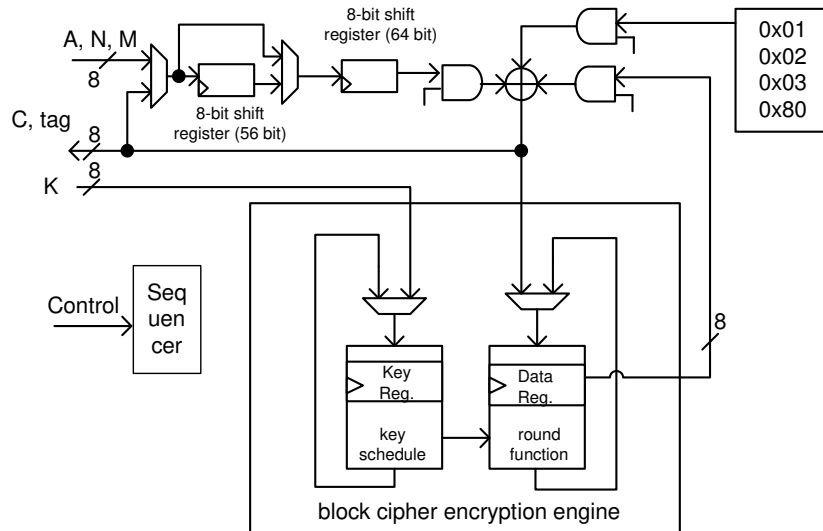 A, N, M
8
8-bit shift
register (64 bit)
8-bit shift
register (56 bit)
0x01
0x02
0x03
0x80
C, tag
8
8
K
Control
Seq
uen
cer
8
Key
Reg.
key
schedule
Data
Reg.
round
function
block cipher encryption engine